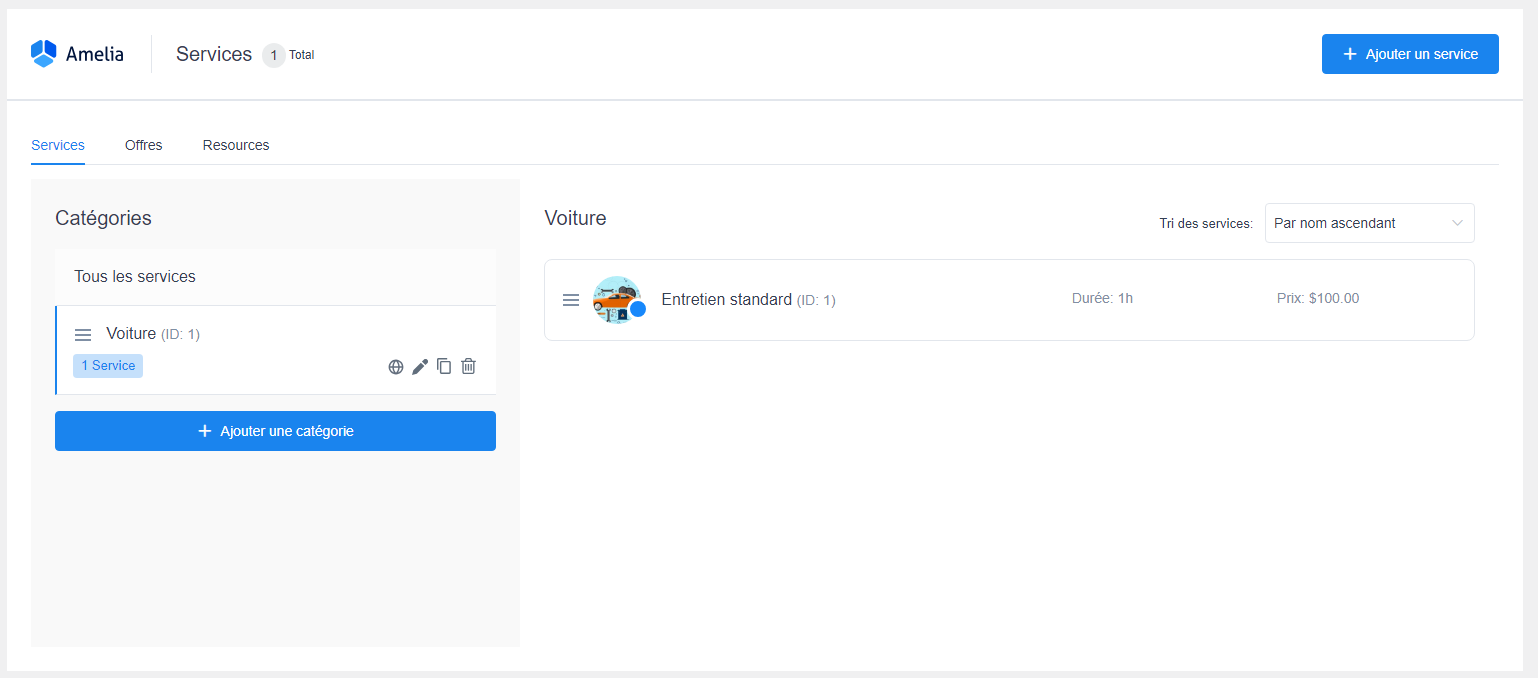 Amelia
Services 1 Total
+ Ajouter un service
Services Offres Resources
Catégories
Tous les services
Voiture (ID: 1)
1 Service
+ Ajouter une catégorie
Voiture
Tri des services: Par nom ascendant
Entretien standard (ID: 1) Durée: 1h Prix: $100.00